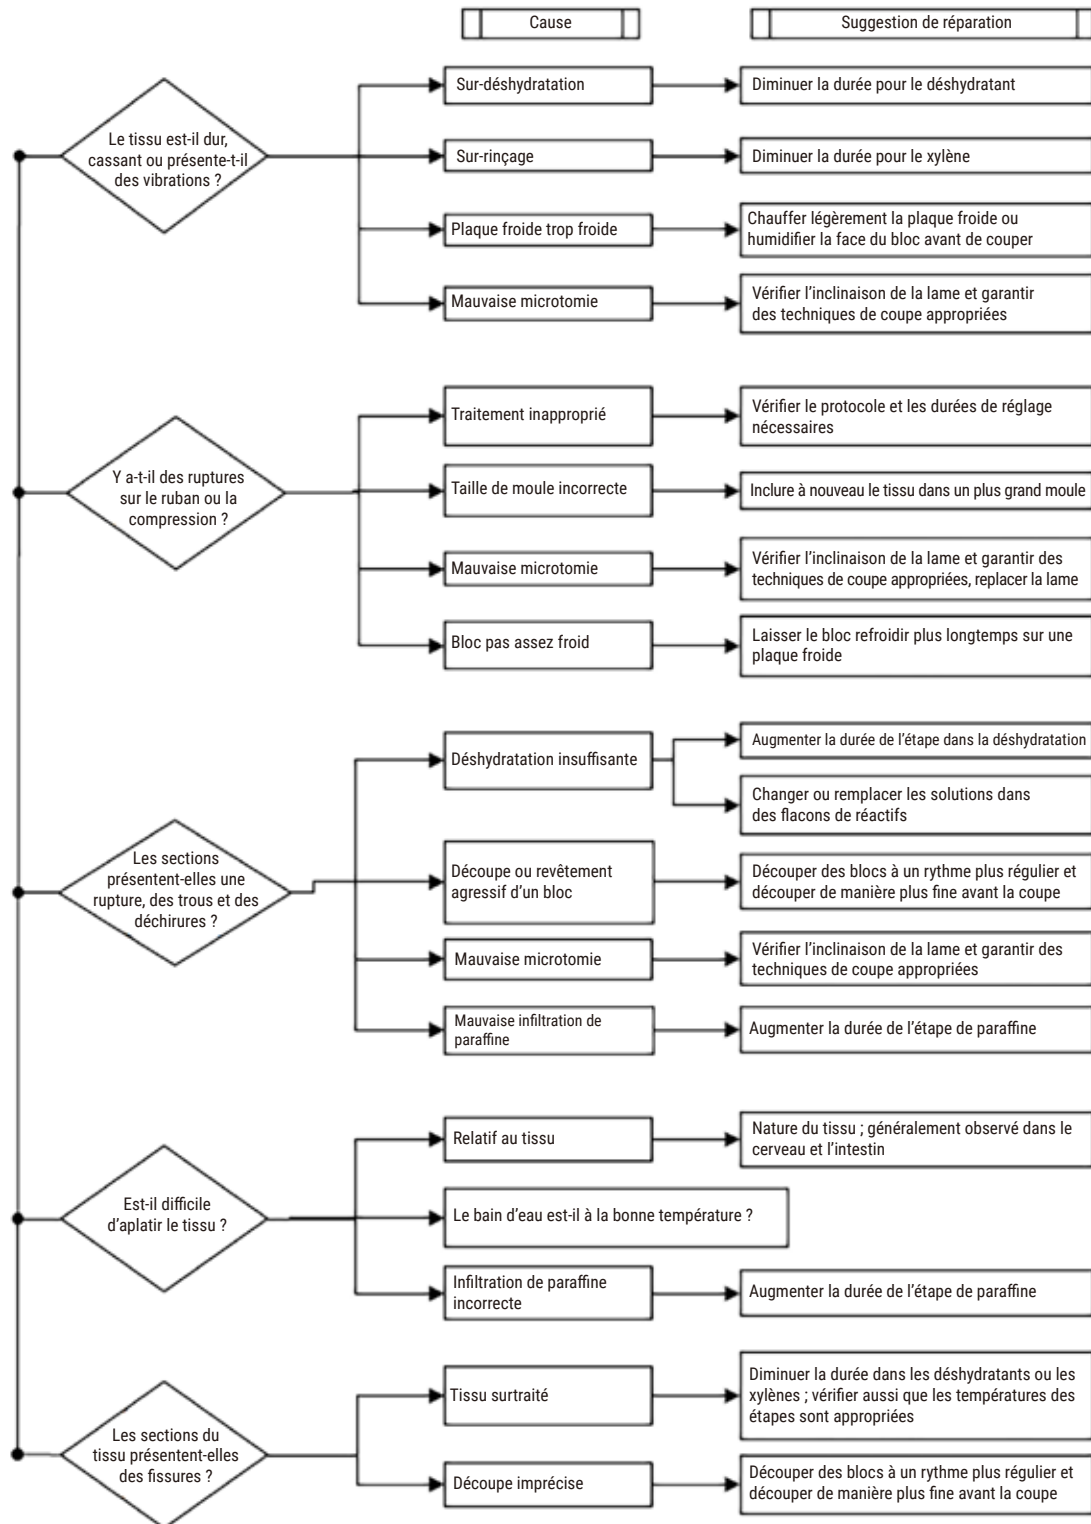 Cause
Suggestion de réparation
Le tissu est-il dur,
cassant ou présente-t-il
des vibrations ?
Sur-déshydratation
Diminuer la durée pour le déshydratant
Sur-rinçage
Diminuer la durée pour le xylène
Plaque froide trop froide
Chauffer légèrement la plaque froide ou
humidifier la face du bloc avant de couper
Mauvaise microtomie
Vérifier l’inclinaison de la lame et garantir
des techniques de coupe appropriées
Y a-t-il des ruptures
sur le ruban ou la
compression ?
Traitement inapproprié
Vérifier le protocole et les durées de réglage
nécessaires
Taille de moule incorrecte
Inclure à nouveau le tissu dans un plus grand moule
Mauvaise microtomie
Vérifier l’inclinaison de la lame et garantir des
techniques de coupe appropriées, replacer la lame
Bloc pas assez froid
Laisser le bloc refroidir plus longtemps sur une
plaque froide
Les sections
présentent-elles une
rupture, des trous et des
déchirures ?
Déshydratation insuffisante
Augmenter la durée de l’étape dans la déshydratation
Changer ou remplacer les solutions dans
des flacons de réactifs
Découpe ou revêtement
agressif d’un bloc
Découper des blocs à un rythme plus régulier et
découper de manière plus fine avant la coupe
Mauvaise microtomie
Vérifier l’inclinaison de la lame et garantir des
techniques de coupe appropriées
Mauvaise infiltration de
paraffine
Augmenter la durée de l’étape de paraffine
Est-il difficile
d’aplatir le tissu ?
Relatif au tissu
Nature du tissu ; généralement observé dans le
cerveau et l’intestin
Le bain d’eau est-il à la bonne température ?
Infiltration de paraffine
incorrecte
Augmenter la durée de l’étape de paraffine
Les sections du
tissu présentent-elles
des fissures ?
Tissu surtraité
Diminuer la durée dans les déshydratants ou les
xylènes ; vérifier aussi que les températures des
étapes sont appropriées
Découpe imprécise
Découper des blocs à un rythme plus régulier et
découper de manière plus fine avant la coupe